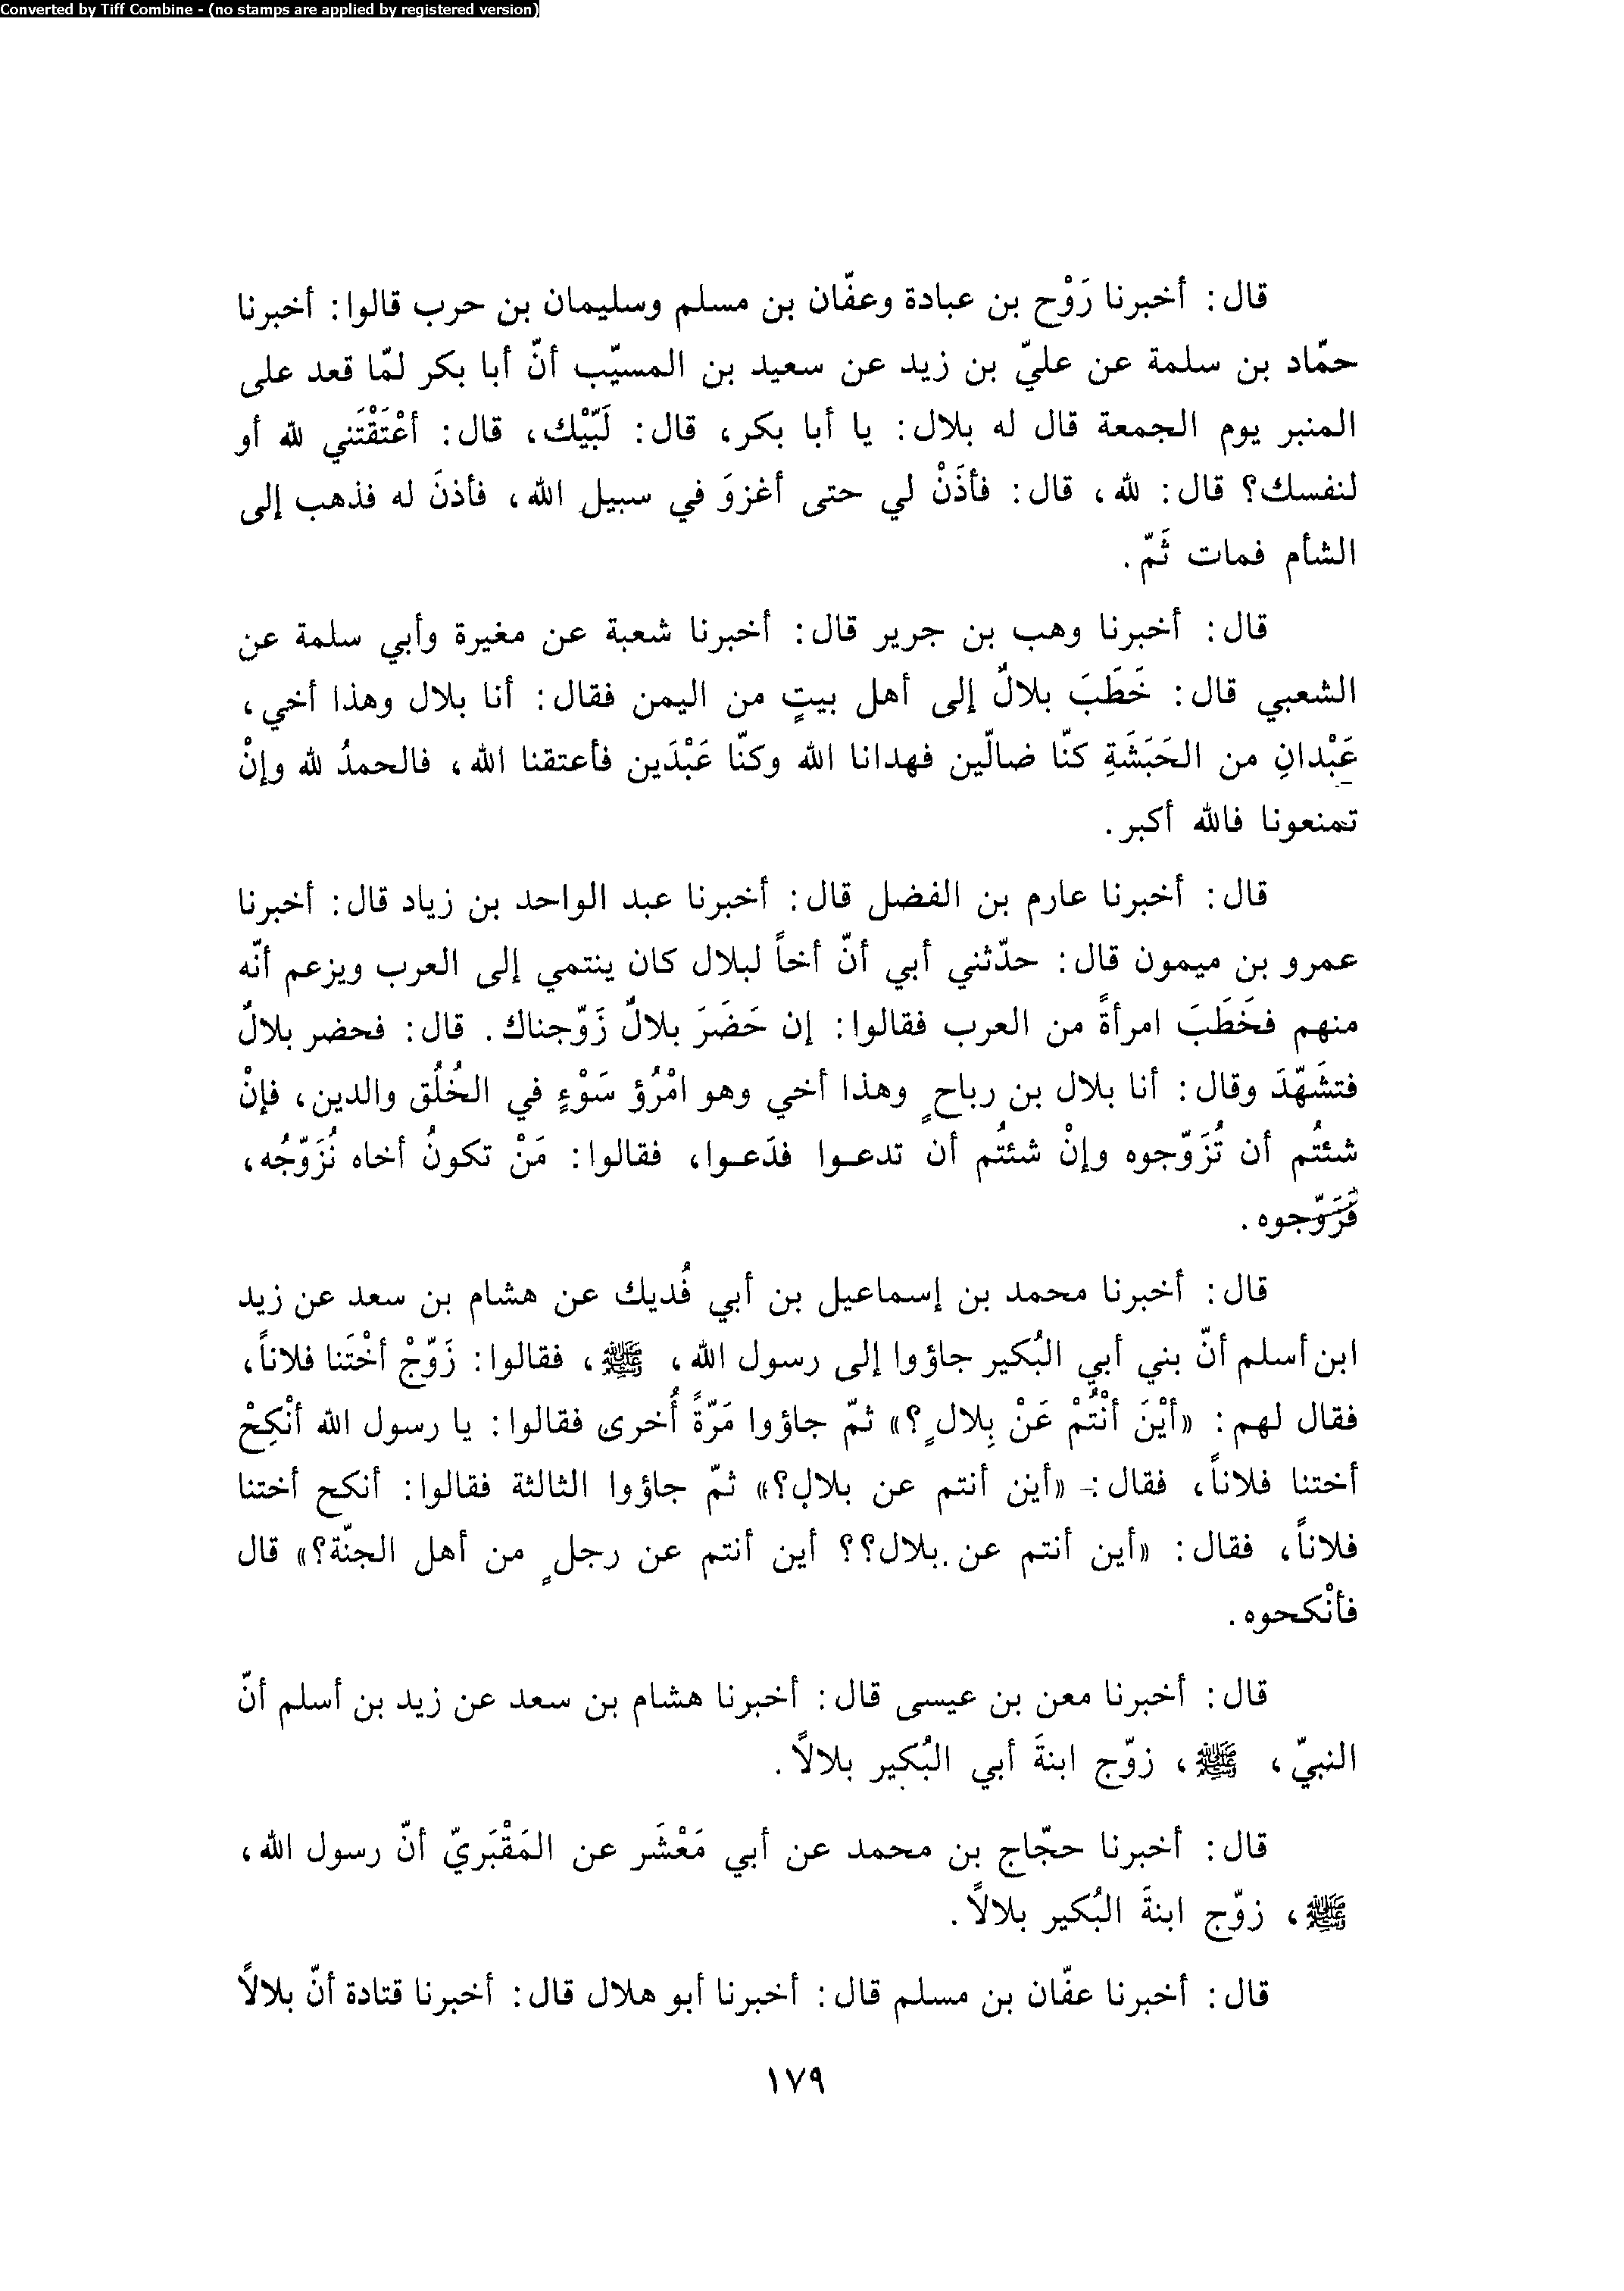 Converted by Tiff Combine - (no stamps are applied by registered version)
قال: أخبرنا رَوْح بن عبادة وعفّان بن مسلم وسليمان بن حرب قالوا: أخبرنا
حمّاد بن سلمة عن عليّ بن زيد عن سعيد بن المسيّب أنّ أبا بكر لمّا قعد على
المنبر يوم الجمعة قال له بلال: يا أبا بكر، قال: لَبّيْك، قال: أعْتَقْتَني لله أو
لنفسك؟ قال: لله، قال: فأذَنْ لي حتى أغزوَ في سبيل الله، فأذنَ له فذهب إلى
الشأم فمات ثَمّ.
قال: أخبرنا وهب بن جرير قال: أخبرنا شعبة عن مغيرة وأبي سلمة عن
الشعبي قال: خَطَبَ بلالٌ إلى أهل بيتٍ من اليمن فقال: أنا بلال وهذا أخي،
عَبْدانِ من الحَبَشَةِ كنّا ضالّين فهدانا الله وكنّا عَبْدَين فأعتقنا الله، فالحمدُ لله وإنْ
تمنعونا فالله أكبر.
قال: أخبرنا عارم بن الفضل قال: أخبرنا عبد الواحد بن زياد قال: أخبرنا
عمرو بن ميمون قال: حدّثني أبي أنّ أخاً لبلال كان ينتمي إلى العرب ويزعم أنّه
منهم فخَطَبَ امرأةً من العرب فقالوا: إن حَضَرَ بلالٌ زَوّجناك. قال: فحضر بلالٌ
فتشَهّدَ وقال: أنا بلال بن رباحٍ وهذا أخي وهو امْرُؤ سَوْءٍ في الخُلُق والدين، فإنْ
شئتُم أن تُزَوّجوه وإنْ شئتُم أن تدعوا فدَعوا، فقالوا: مَنْ تكونُ أخاه نُزَوّجُه،
فَزَوّجوه.
قال: أخبرنا محمد بن إسماعيل بن أبي فُديك عن هشام بن سعد عن زيد
ابن أسلم أنّ بني أبي البُكير جاؤوا إلى رسول الله، ﷺ، فقالوا: زَوّجْ أخْتَنا فلاناً،
فقال لهم: «أيْنَ أنْتُمْ عَنْ بِلالٍ؟» ثمّ جاؤوا مَرّةً أُخرى فقالوا: يا رسول الله أنْكِحْ
أختنا فلاناً، فقال: «أين أنتم عن بلالٍ؟» ثمّ جاؤوا الثالثة فقالوا: أنكح أختنا
فلاناً، فقال: «أين أنتم عن بلال؟؟ أين أنتم عن رجلٍ من أهل الجنّة؟» قال
فأنْكحوه.
قال: أخبرنا معن بن عيسى قال: أخبرنا هشام بن سعد عن زيد بن أسلم أنّ
النبيّ، ﷺ، زوّج ابنةَ أبي البُكير بلالاً.
قال: أخبرنا حجّاج بن محمد عن أبي مَعْشَر عن المَقْبَريّ أنّ رسول الله،
ﷺ، زوّج ابنةَ البُكير بلالاً.
قال: أخبرنا عفّان بن مسلم قال: أخبرنا أبو هلال قال: أخبرنا قتادة أنّ بلالاً
١٧٩